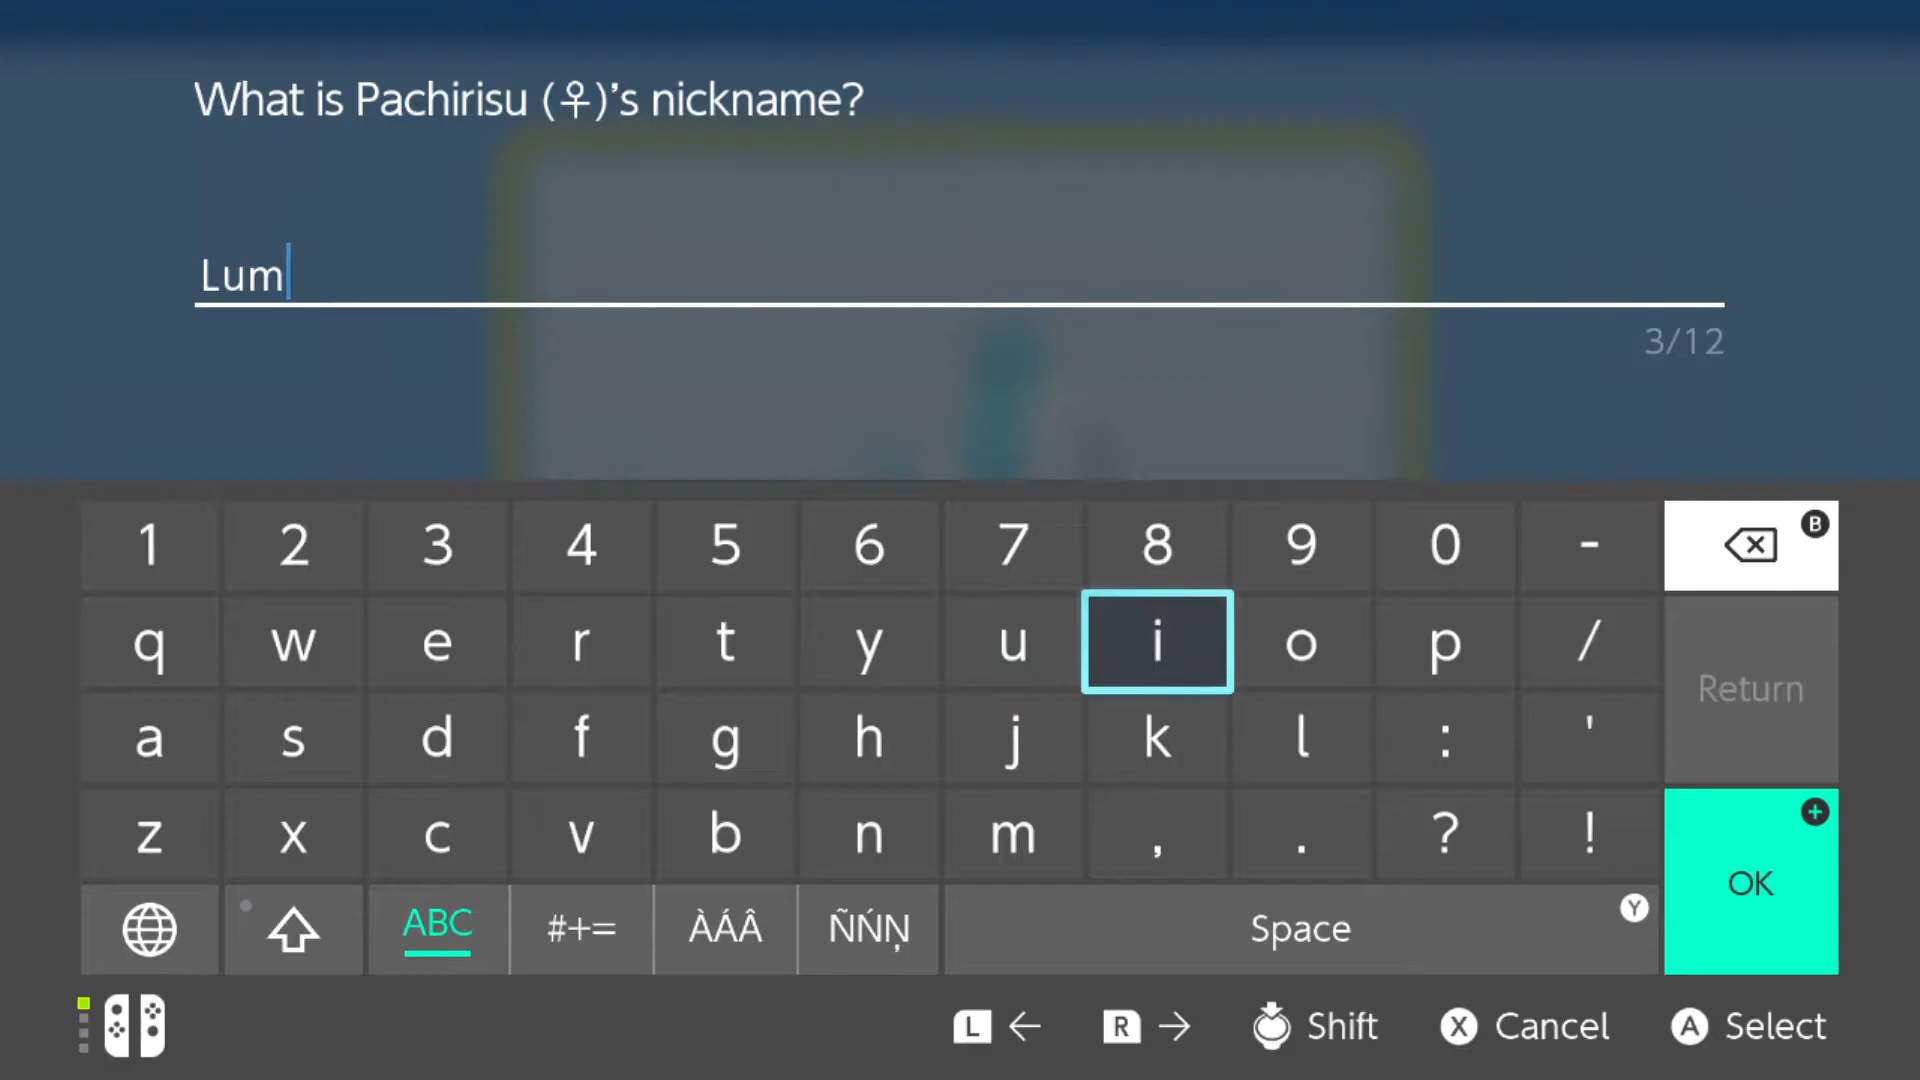 What is Pachirisu (♀)'s nickname?
Lum
3/12
1 2 3 4 5 6 7 8 9 0 - B
q w e r t y u i o p / Return
a s d f g h j k l : '
z x c v b n m , . ? ! + OK
ABC #+= ÀÁÂ ÑŃŅ Space Y
L ← R → Shift X Cancel A Select